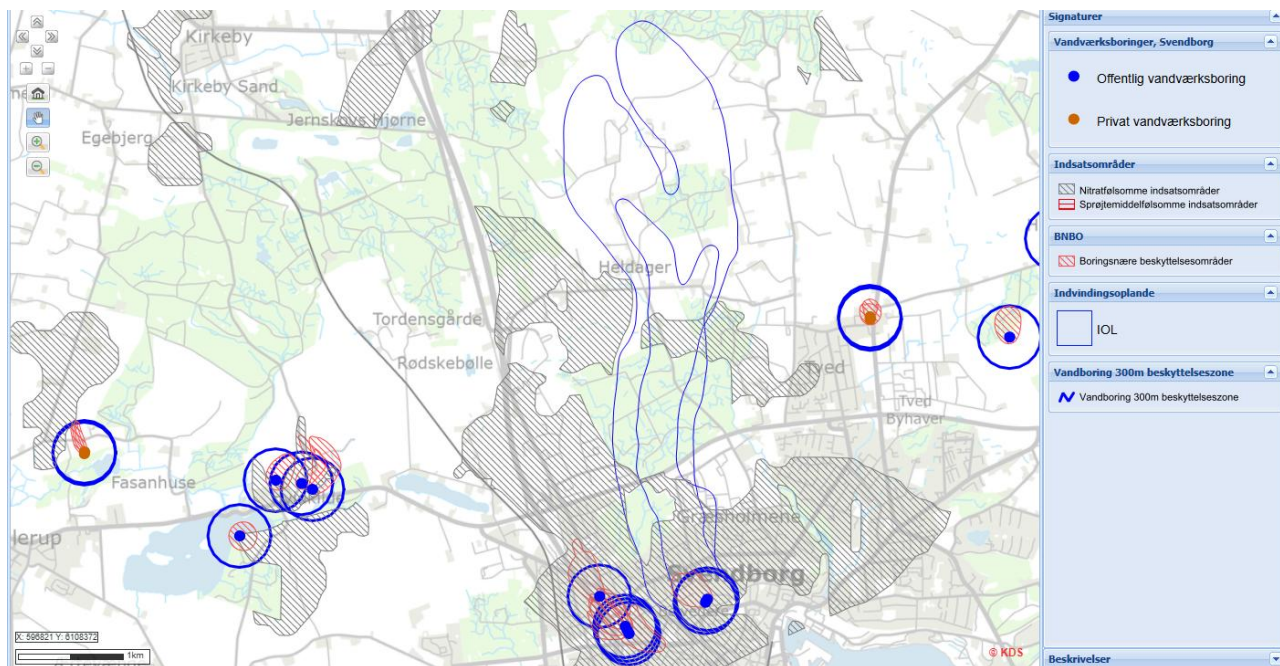 Kirkeby
Kirkeby Sand
Jernskovs Hjørne
Egebjerg
Heldager
Tordensgårde
Rødskebølle
Tved
Tved
Byhaver
Fasanhuse
lerup
Græsholmene
Svendborg
X: 596821 Y: 6108372
1km
© KDS
Signaturer
Vandværksboringer, Svendborg
Offentlig vandværksboring
Privat vandværksboring
Indsatsområder
Nitratfølsomme indsatsområder
Sprøjtemiddelfølsomme indsatsområder
BNBO
Boringsnære beskyttelsesområder
Indvindingsoplande
IOL
Vandboring 300m beskyttelseszone
Vandboring 300m beskyttelseszone
Beskrivelser